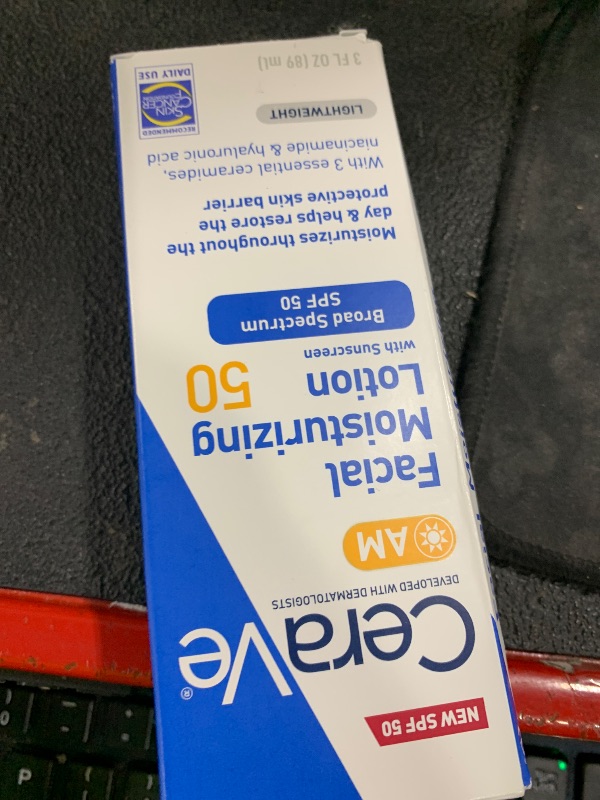 NEW SPF 50
CeraVe®
DEVELOPED WITH DERMATOLOGISTS
AM
Facial
Moisturizing
Lotion 50
with Sunscreen
Broad Spectrum
SPF 50
Moisturizes throughout the
day & helps restore the
protective skin barrier
With 3 essential ceramides,
niacinamide & hyaluronic acid
LIGHTWEIGHT
3 FL OZ (89 ml)
RECOMMENDED
SKIN
CANCER
FOUNDATION
DAILY USE
P